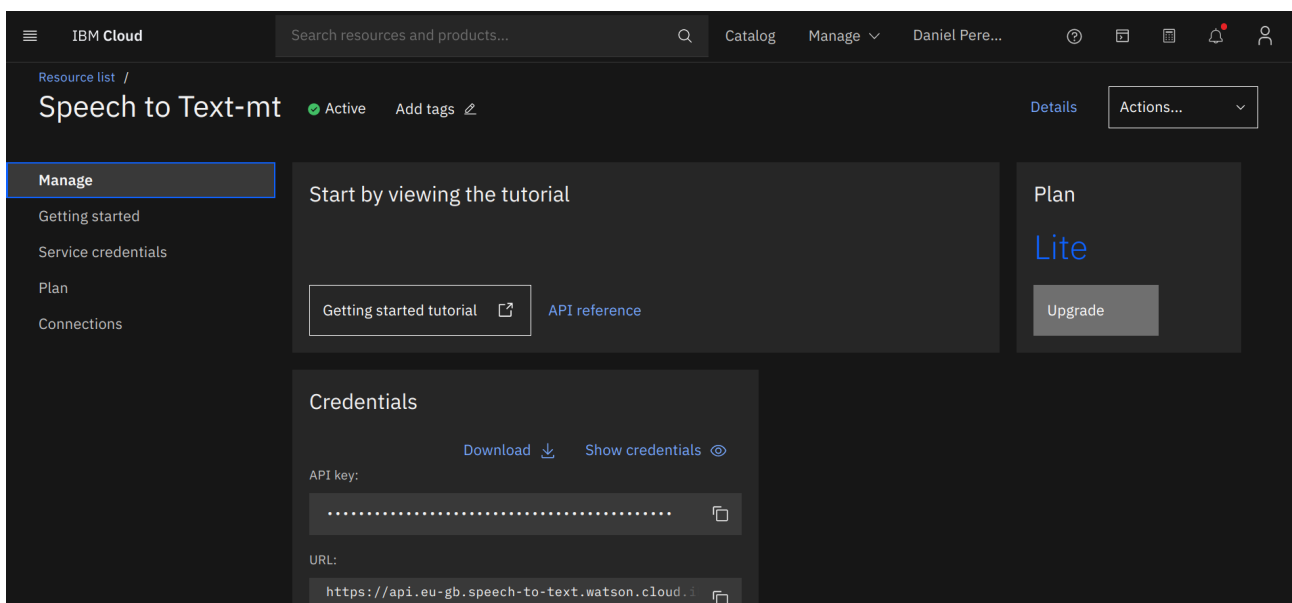 IBM Cloud
Search resources and products...
Catalog
Manage
Daniel Pere...
Resource list /
Speech to Text-mt
Active
Add tags
Details
Actions...
Manage
Getting started
Service credentials
Plan
Connections
Start by viewing the tutorial
Getting started tutorial
API reference
Plan
Lite
Upgrade
Credentials
Download
Show credentials
API key:
............................................
URL:
https://api.eu-gb.speech-to-text.watson.cloud.i